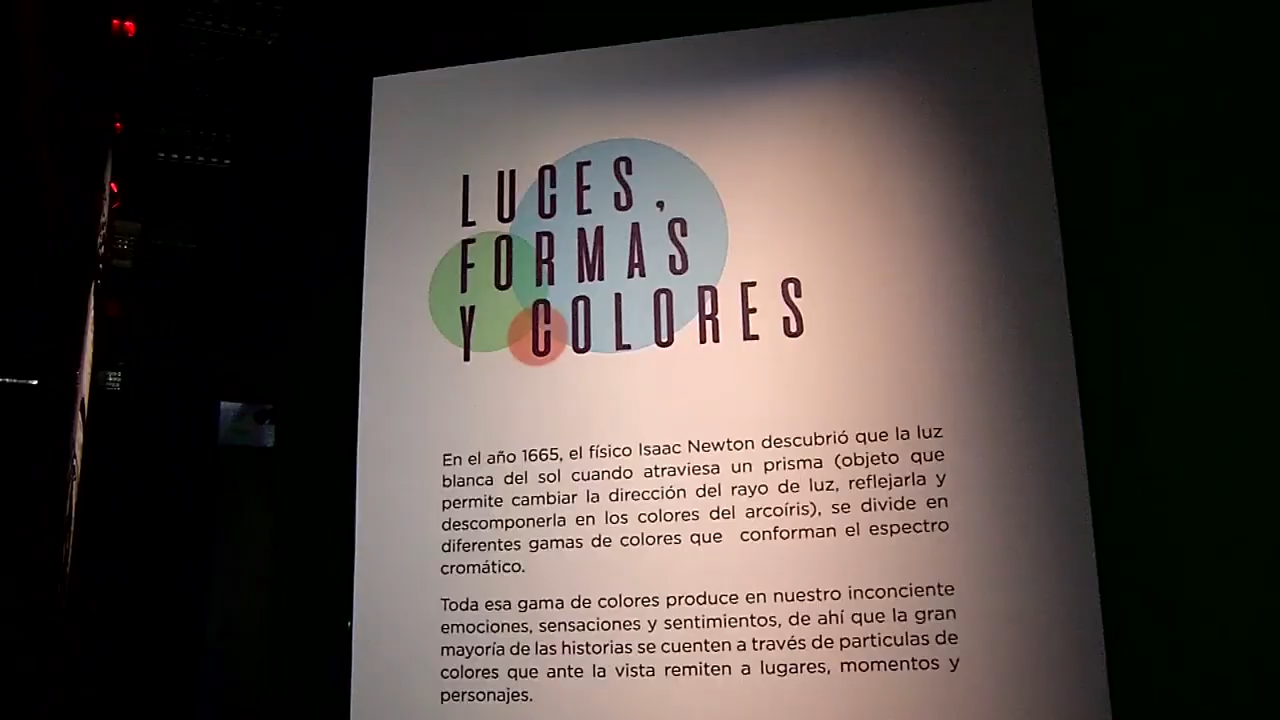 LUCES,
FORMAS
Y COLORES
En el año 1665, el físico Isaac Newton descubrió que la luz
blanca del sol cuando atraviesa un prisma (objeto que
permite cambiar la dirección del rayo de luz, reflejarla y
descomponerla en los colores del arcoíris), se divide en
diferentes gamas de colores que conforman el espectro
cromático.
Toda esa gama de colores produce en nuestro inconciente
emociones, sensaciones y sentimientos, de ahí que la gran
mayoría de las historias se cuenten a través de particulas de
colores que ante la vista remiten a lugares, momentos y
personajes.